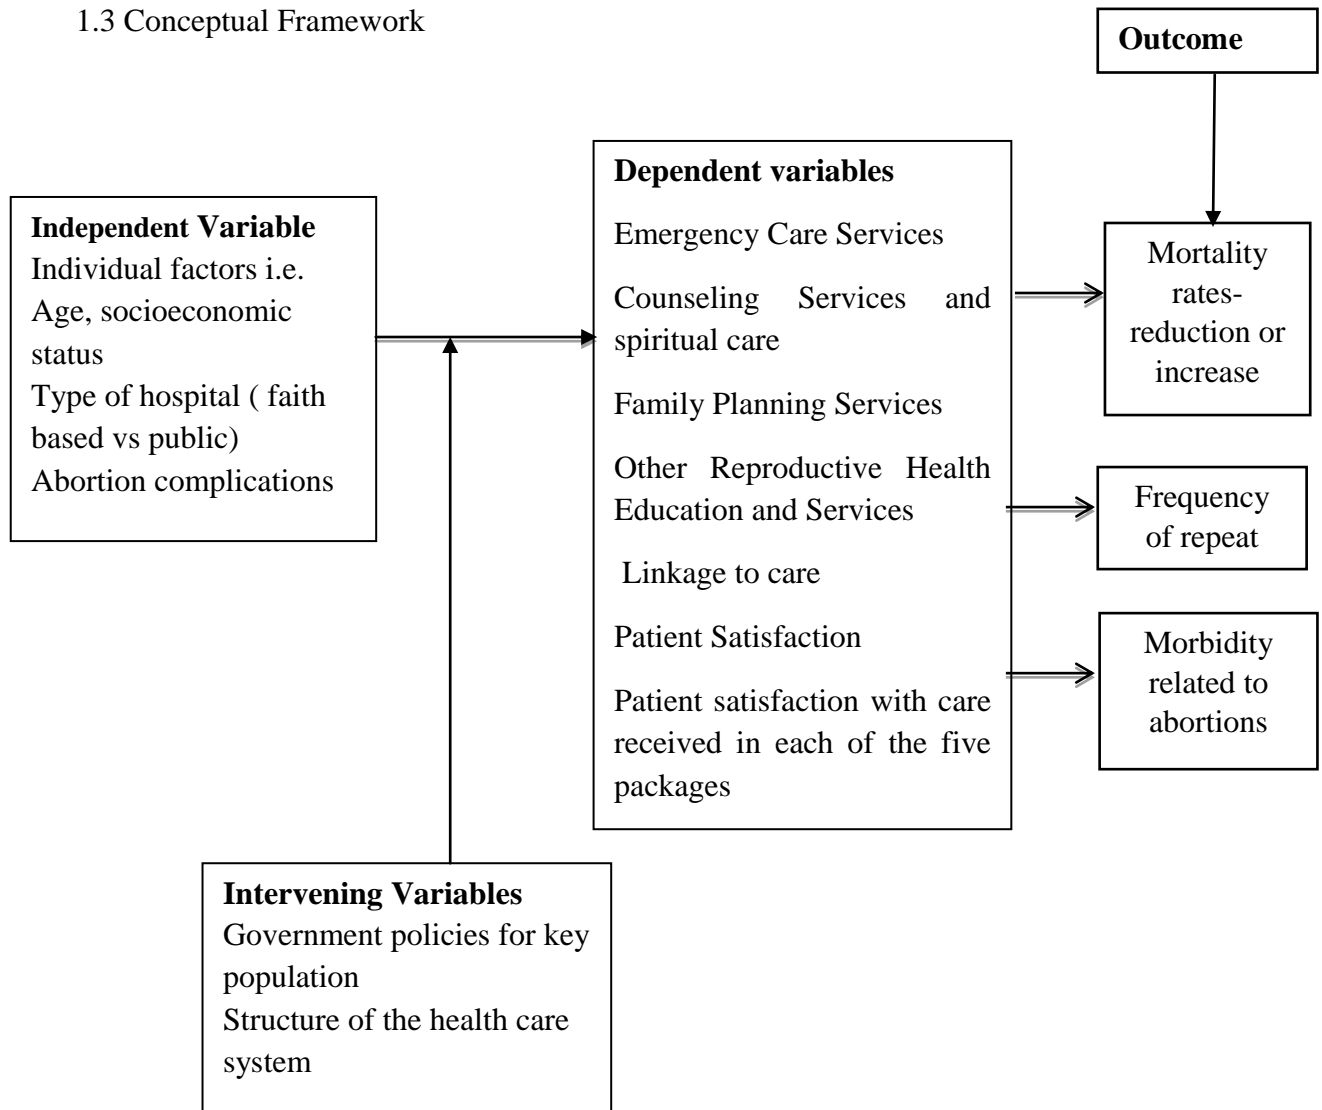 1.3 Conceptual Framework
Outcome
Independent Variable
Individual factors i.e.
Age, socioeconomic
status
Type of hospital ( faith
based vs public)
Abortion complications
Dependent variables
Emergency Care Services
Counseling Services and
spiritual care
Family Planning Services
Other Reproductive Health
Education and Services
Linkage to care
Patient Satisfaction
Patient satisfaction with care
received in each of the five
packages
Mortality
rates-
reduction or
increase
Frequency
of repeat
Morbidity
related to
abortions
Intervening Variables
Government policies for key
population
Structure of the health care
system